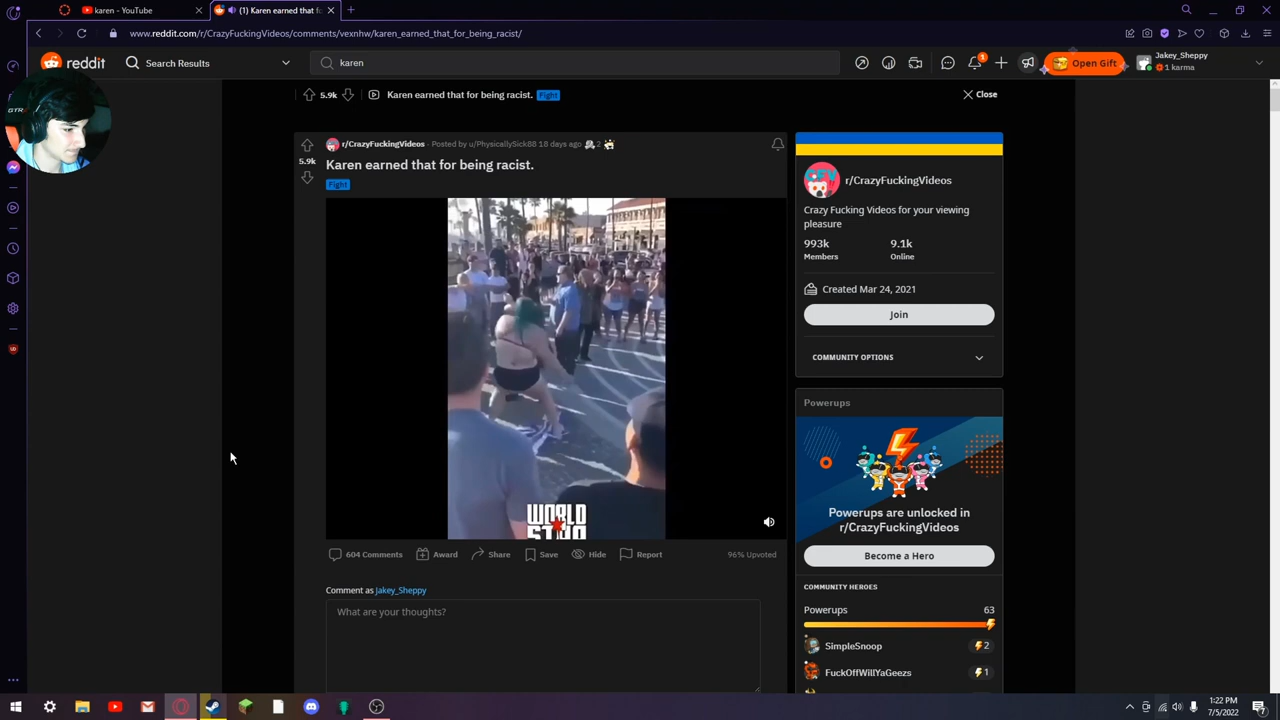 karen - YouTube
(1) Karen earned that for
www.reddit.com/r/CrazyFuckingVideos/comments/vexnhw/karen_earned_that_for_being_racist/
reddit
Search Results
karen
1
Open Gift
Jakey_Sheppy
1 karma
5.9k
Karen earned that for being racist.
Fight
Close
r/CrazyFuckingVideos · Posted by u/PhysicallySick88 18 days ago 2
5.9k
Karen earned that for being racist.
Fight
WORLD
STAR
604 Comments
Award
Share
Save
Hide
Report
96% Upvoted
Comment as Jakey_Sheppy
What are your thoughts?
r/CrazyFuckingVideos
Crazy Fucking Videos for your viewing
pleasure
993k
9.1k
Members
Online
Created Mar 24, 2021
Join
COMMUNITY OPTIONS
Powerups
Powerups are unlocked in
r/CrazyFuckingVideos
Become a Hero
COMMUNITY HEROES
Powerups
63
SimpleSnoop
2
FuckOffWillYaGeezs
1
1:22 PM
7/5/2022